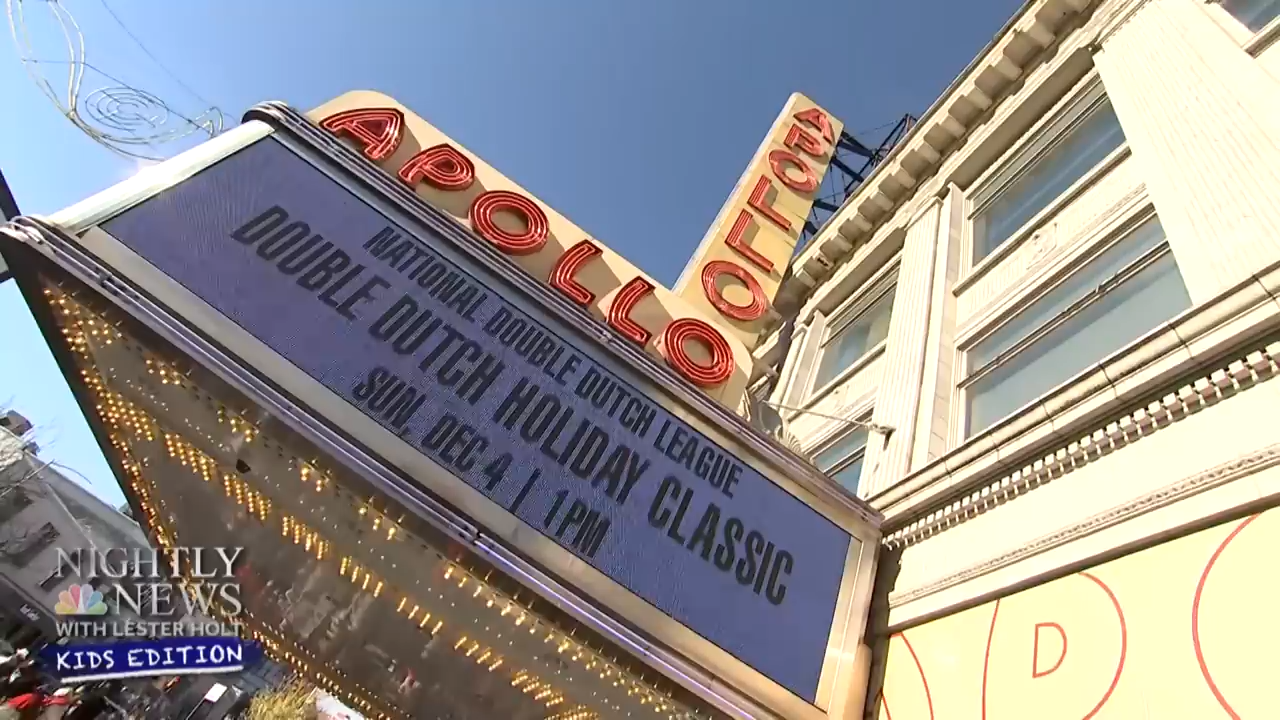 APOLLO
APOLLO
NATIONAL DOUBLE DUTCH LEAGUE
DOUBLE DUTCH HOLIDAY CLASSIC
SUN, DEC 4 | 1PM
D
NIGHTLY
NEWS
WITH LESTER HOLT
KIDS EDITION